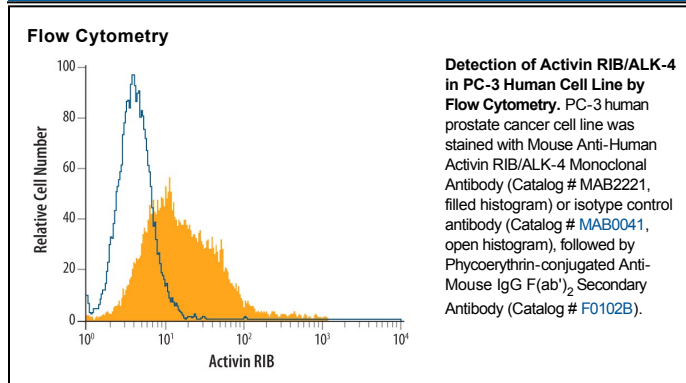 Flow Cytometry
100
80
60
40
20
0
Relative Cell Number
10⁰
10¹
10²
10³
10⁴
Activin RIB
Detection of Activin RIB/ALK-4
in PC-3 Human Cell Line by
Flow Cytometry. PC-3 human
prostate cancer cell line was
stained with Mouse Anti-Human
Activin RIB/ALK-4 Monoclonal
Antibody (Catalog # MAB2221,
filled histogram) or isotype control
antibody (Catalog # MAB0041,
open histogram), followed by
Phycoerythrin-conjugated Anti-
Mouse IgG F(ab')₂ Secondary
Antibody (Catalog # F0102B).